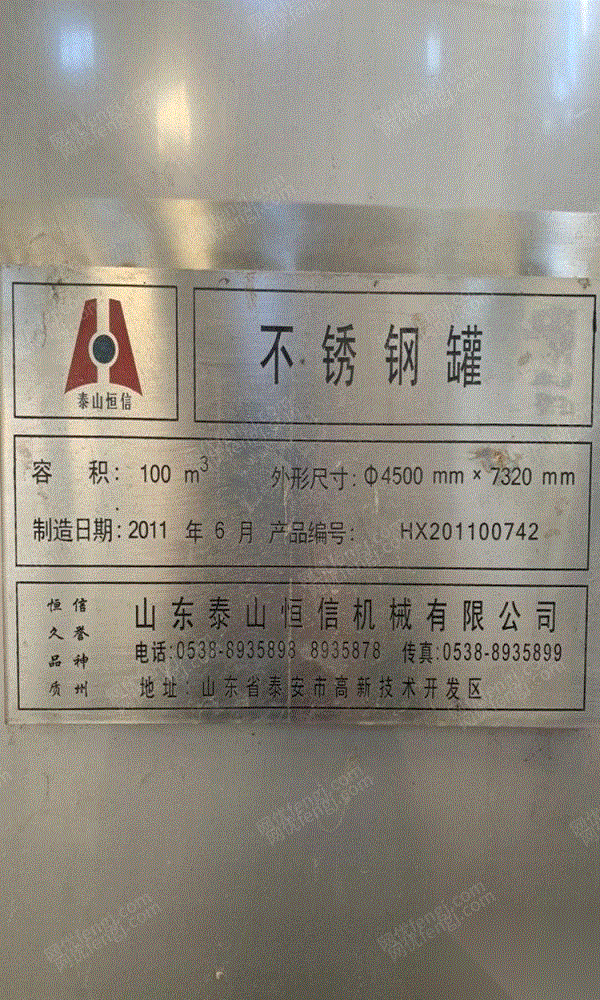 泰山恒信
不锈钢罐
容 积: 100 m³ 外形尺寸: Φ4500 mm × 7320 mm
制造日期: 2011 年 6 月 产品编号: HX201100742
恒 信
久 誉
品 神
质 州
山东泰山恒信机械有限公司
电话:0538-8935893 8935878 传真:0538-8935899
地址: 山东省泰安市高新技术开发区